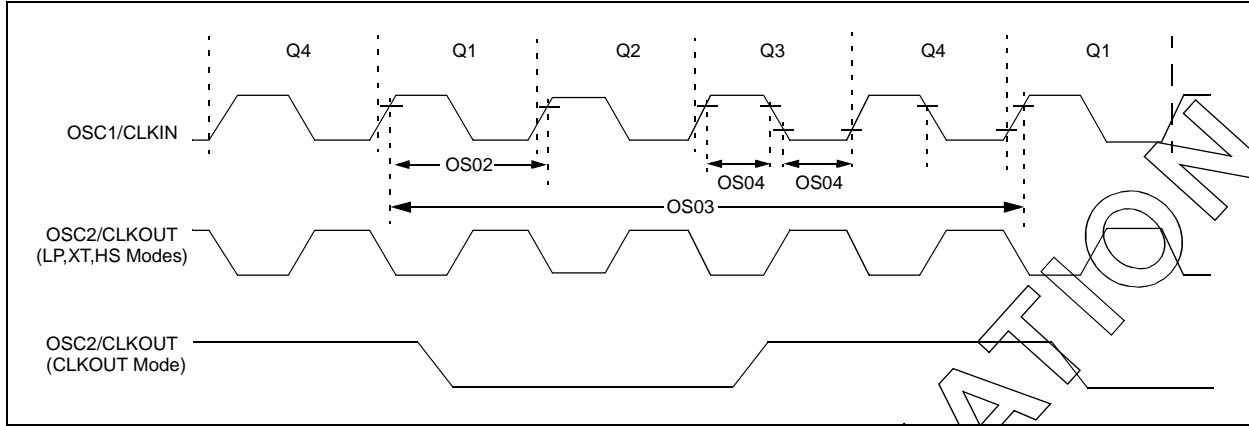 Q4 Q1 Q2 Q3 Q4 Q1
OSC1/CLKIN
OS02
OS04 OS04
OS03
OSC2/CLKOUT
(LP,XT,HS Modes)
OSC2/CLKOUT
(CLKOUT Mode)
ATION